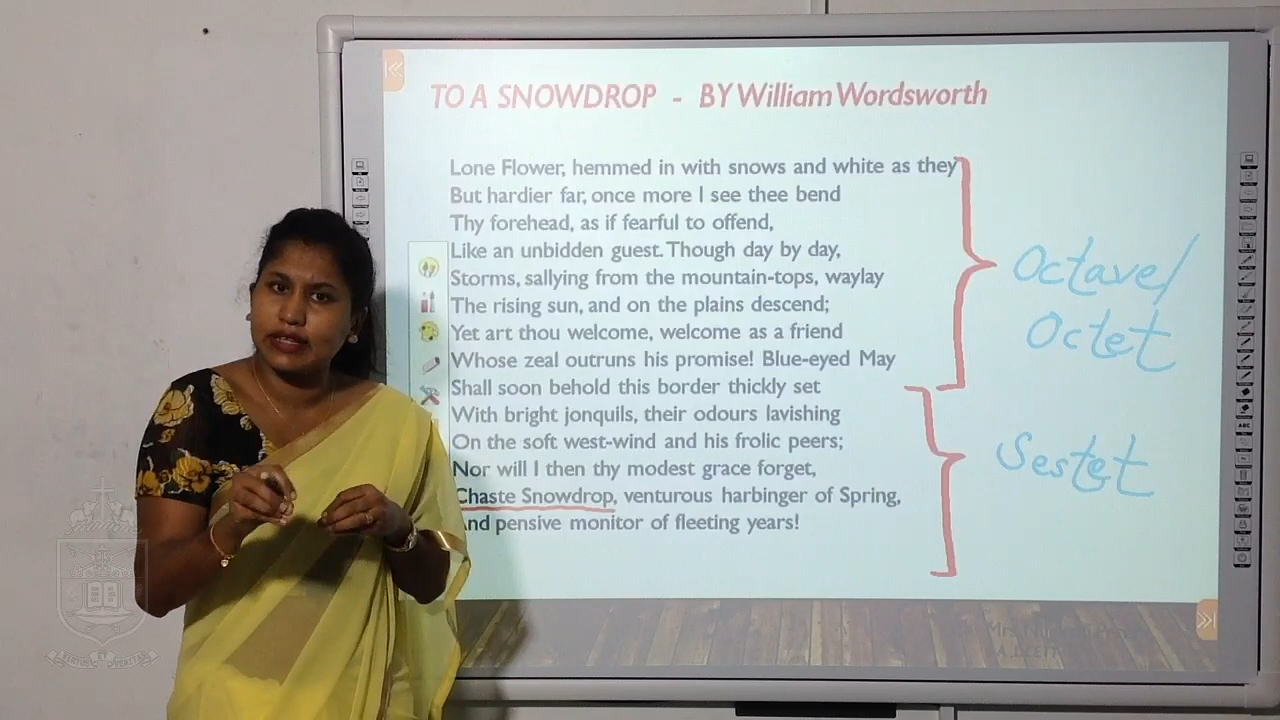 TO A SNOWDROP - BY William Wordsworth
Lone Flower, hemmed in with snows and white as they
But hardier far, once more I see thee bend
Thy forehead, as if fearful to offend,
Like an unbidden guest. Though day by day,
Storms, sallying from the mountain-tops, waylay
The rising sun, and on the plains descend;
Yet art thou welcome, welcome as a friend
Whose zeal outruns his promise! Blue-eyed May
Shall soon behold this border thickly set
With bright jonquils, their odours lavishing
On the soft west-wind and his frolic peers;
Nor will I then thy modest grace forget,
Chaste Snowdrop, venturous harbinger of Spring,
And pensive monitor of fleeting years!
Octave/
Octet
Sestet
ABC
Mrs